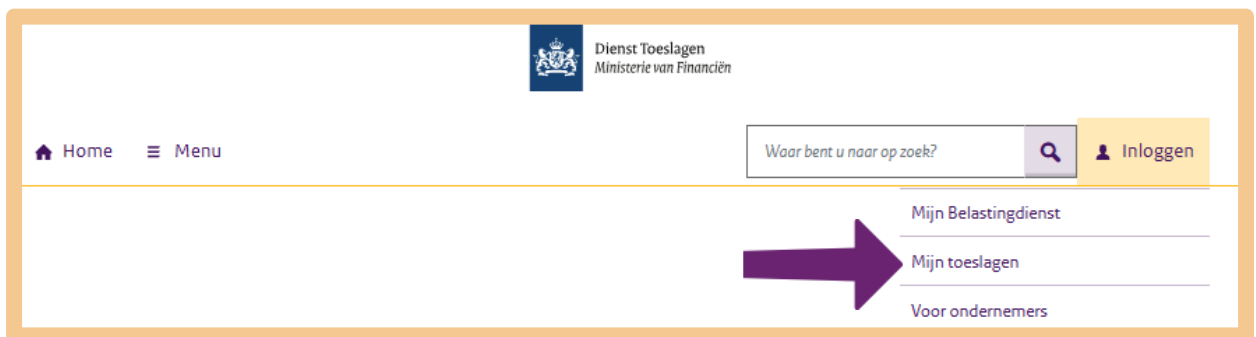 Dienst Toeslagen
Ministerie van Financiën
Home
Menu
Waar bent u naar op zoek?
Inloggen
Mijn Belastingdienst
Mijn toeslagen
Voor ondernemers